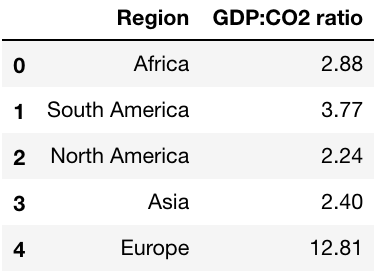 Region GDP:CO2 ratio
0 Africa 2.88
1 South America 3.77
2 North America 2.24
3 Asia 2.40
4 Europe 12.81